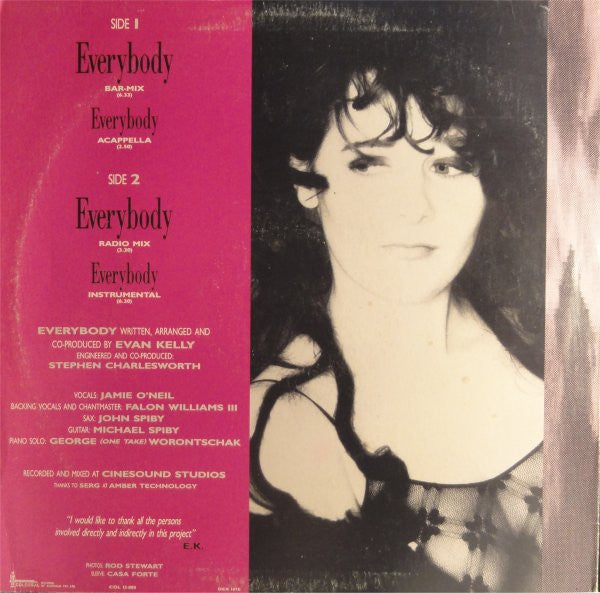 SIDE 1
Everybody
BAR-MIX
(6.33)
Everybody
ACAPPELLA
(2.50)
SIDE 2
Everybody
RADIO MIX
(3.30)
Everybody
INSTRUMENTAL
(6.30)
EVERYBODY WRITTEN, ARRANGED AND
CO-PRODUCED BY EVAN KELLY
ENGINEERED AND CO-PRODUCED:
STEPHEN CHARLESWORTH
VOCALS: JAMIE O'NEIL
BACKING VOCALS AND CHANTMASTER: FALON WILLIAMS III
SAX: JOHN SPIBY
GUITAR: MICHAEL SPIBY
PIANO SOLO: GEORGE (ONE TAKE) WORONTSCHAK
RECORDED AND MIXED AT CINESOUND STUDIOS
THANKS TO SERG @ AMBER TECHNOLOGY
"I would like to thank all the persons
involved directly and indirectly in this project"
E.K.
PHOTOS: ROD STEWART
SLEEVE: CASA FORTE